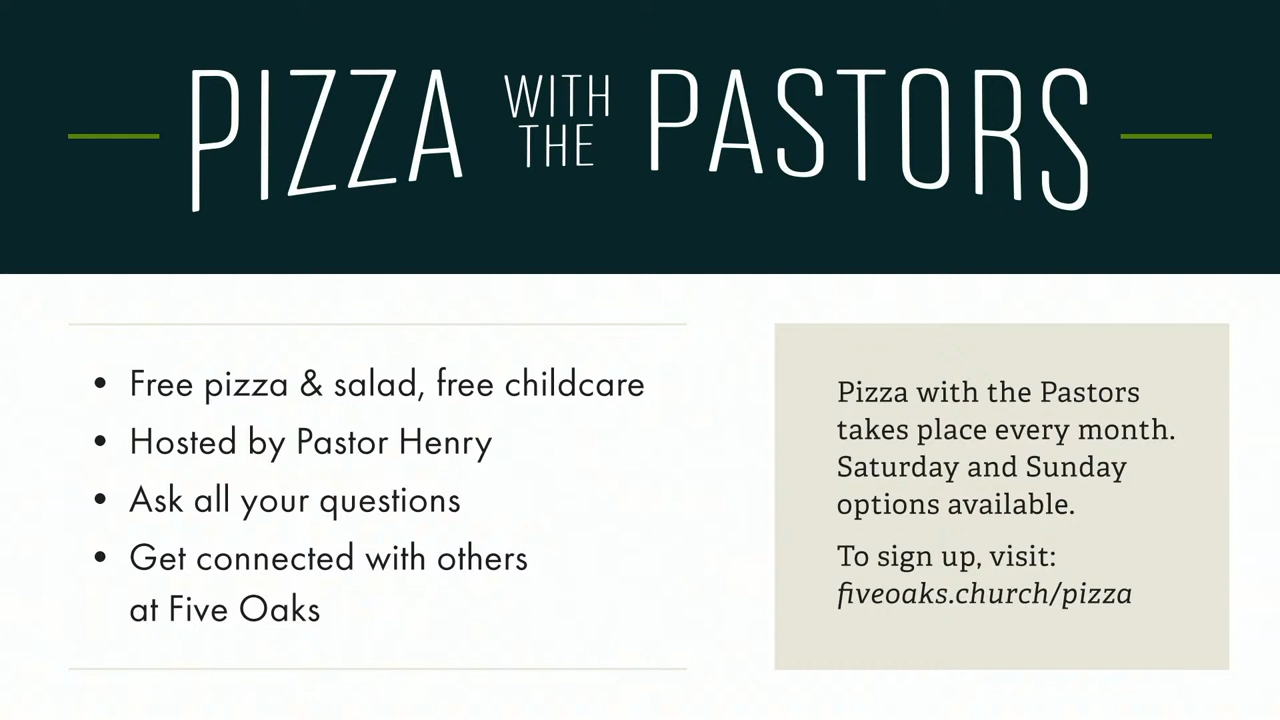 PIZZA WITH THE PASTORS
• Free pizza & salad, free childcare
• Hosted by Pastor Henry
• Ask all your questions
• Get connected with others
at Five Oaks
Pizza with the Pastors
takes place every month.
Saturday and Sunday
options available.
To sign up, visit:
fiveoaks.church/pizza